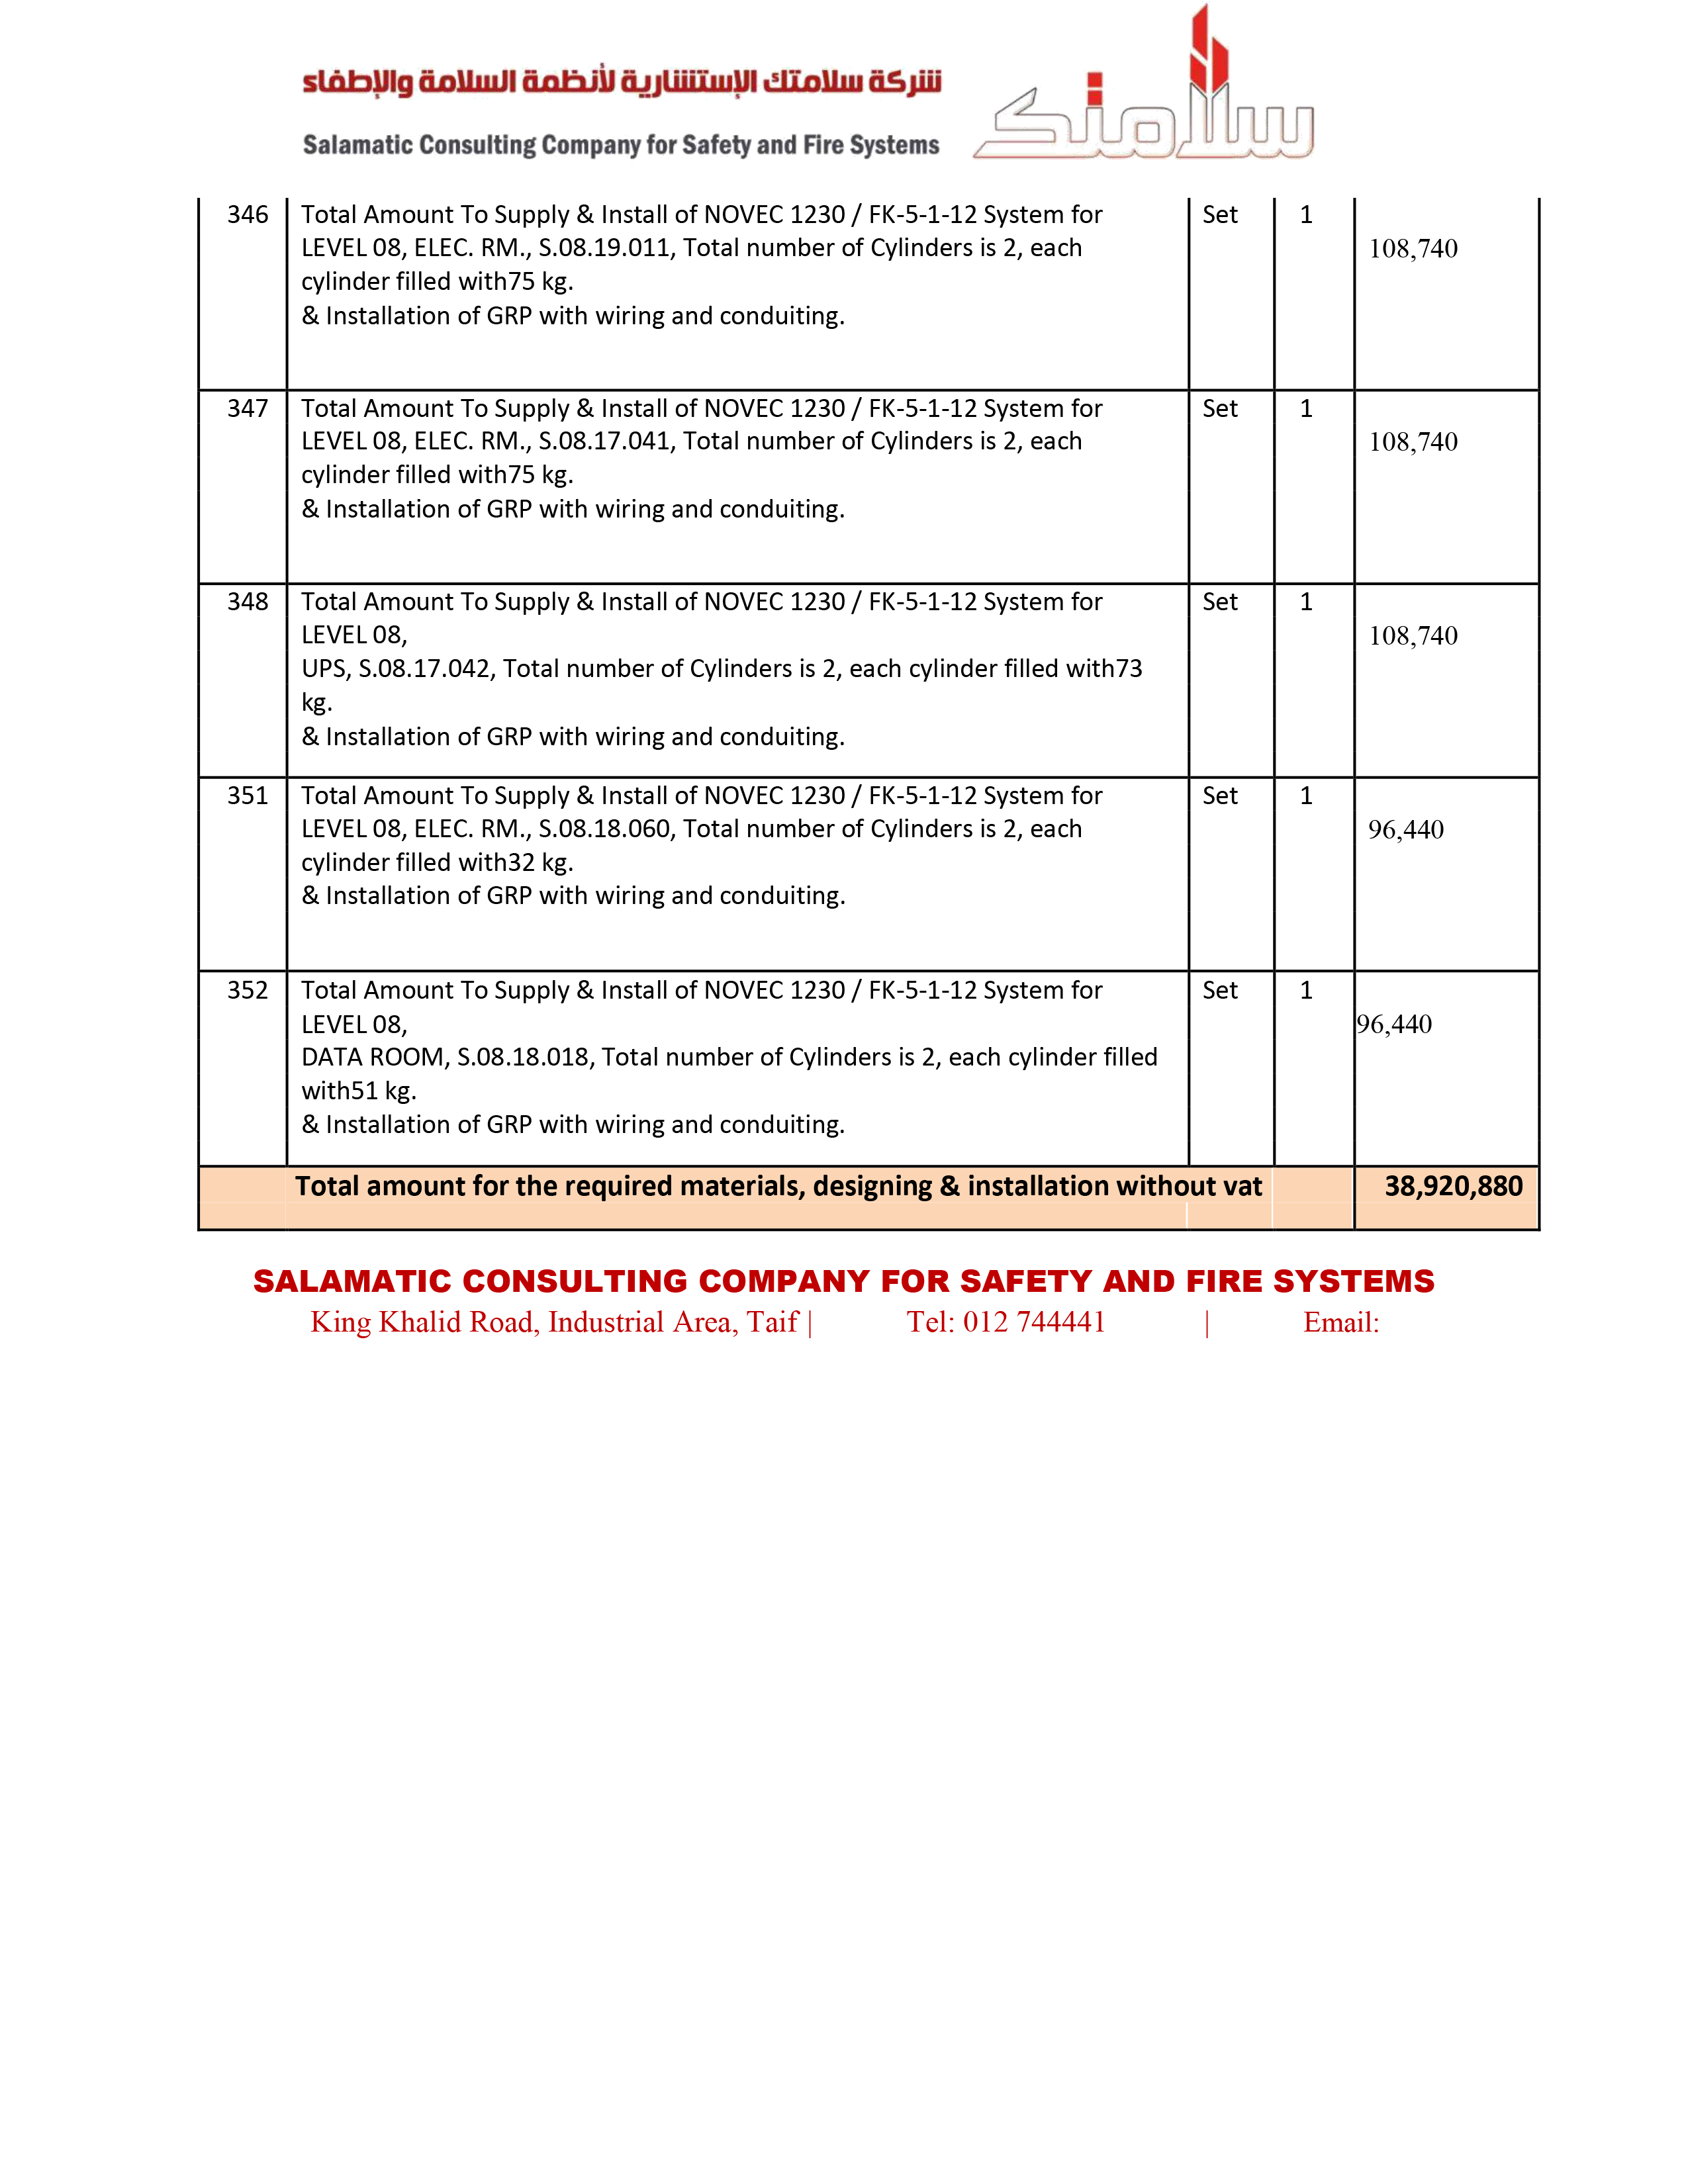 شركة سلامتك الإستشارية لأنظمة السلامة والإطفاء
Salamatic Consulting Company for Safety and Fire Systems
سلامتك
346 Total Amount To Supply & Install of NOVEC 1230 / FK-5-1-12 System for Set 1
LEVEL 08, ELEC. RM., S.08.19.011, Total number of Cylinders is 2, each 108,740
cylinder filled with75 kg.
& Installation of GRP with wiring and conduiting.
347 Total Amount To Supply & Install of NOVEC 1230 / FK-5-1-12 System for Set 1
LEVEL 08, ELEC. RM., S.08.17.041, Total number of Cylinders is 2, each 108,740
cylinder filled with75 kg.
& Installation of GRP with wiring and conduiting.
348 Total Amount To Supply & Install of NOVEC 1230 / FK-5-1-12 System for Set 1
LEVEL 08, 108,740
UPS, S.08.17.042, Total number of Cylinders is 2, each cylinder filled with73
kg.
& Installation of GRP with wiring and conduiting.
351 Total Amount To Supply & Install of NOVEC 1230 / FK-5-1-12 System for Set 1
LEVEL 08, ELEC. RM., S.08.18.060, Total number of Cylinders is 2, each 96,440
cylinder filled with32 kg.
& Installation of GRP with wiring and conduiting.
352 Total Amount To Supply & Install of NOVEC 1230 / FK-5-1-12 System for Set 1
LEVEL 08, 96,440
DATA ROOM, S.08.18.018, Total number of Cylinders is 2, each cylinder filled
with51 kg.
& Installation of GRP with wiring and conduiting.
Total amount for the required materials, designing & installation without vat 38,920,880
SALAMATIC CONSULTING COMPANY FOR SAFETY AND FIRE SYSTEMS
King Khalid Road, Industrial Area, Taif | Tel: 012 744441 | Email: